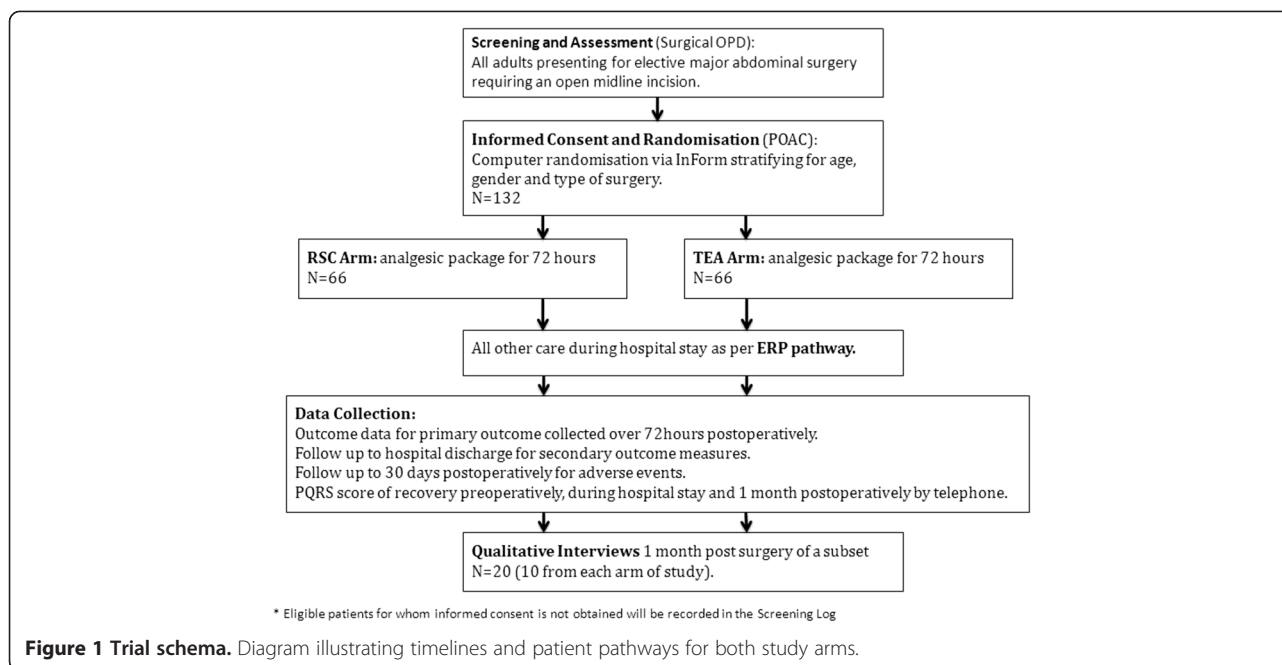 Screening and Assessment (Surgical OPD):
All adults presenting for elective major abdominal surgery
requiring an open midline incision.
Informed Consent and Randomisation (POAC):
Computer randomisation via InForm stratifying for age,
gender and type of surgery.
N=132
RSC Arm: analgesic package for 72 hours
N=66
TEA Arm: analgesic package for 72 hours
N=66
All other care during hospital stay as per ERP pathway.
Data Collection:
Outcome data for primary outcome collected over 72hours postoperatively.
Follow up to hospital discharge for secondary outcome measures.
Follow up to 30 days postoperatively for adverse events.
PQRS score of recovery preoperatively, during hospital stay and 1 month postoperatively by telephone.
Qualitative Interviews 1 month post surgery of a subset
N=20 (10 from each arm of study).
* Eligible patients for whom informed consent is not obtained will be recorded in the Screening Log
Figure 1 Trial schema. Diagram illustrating timelines and patient pathways for both study arms.